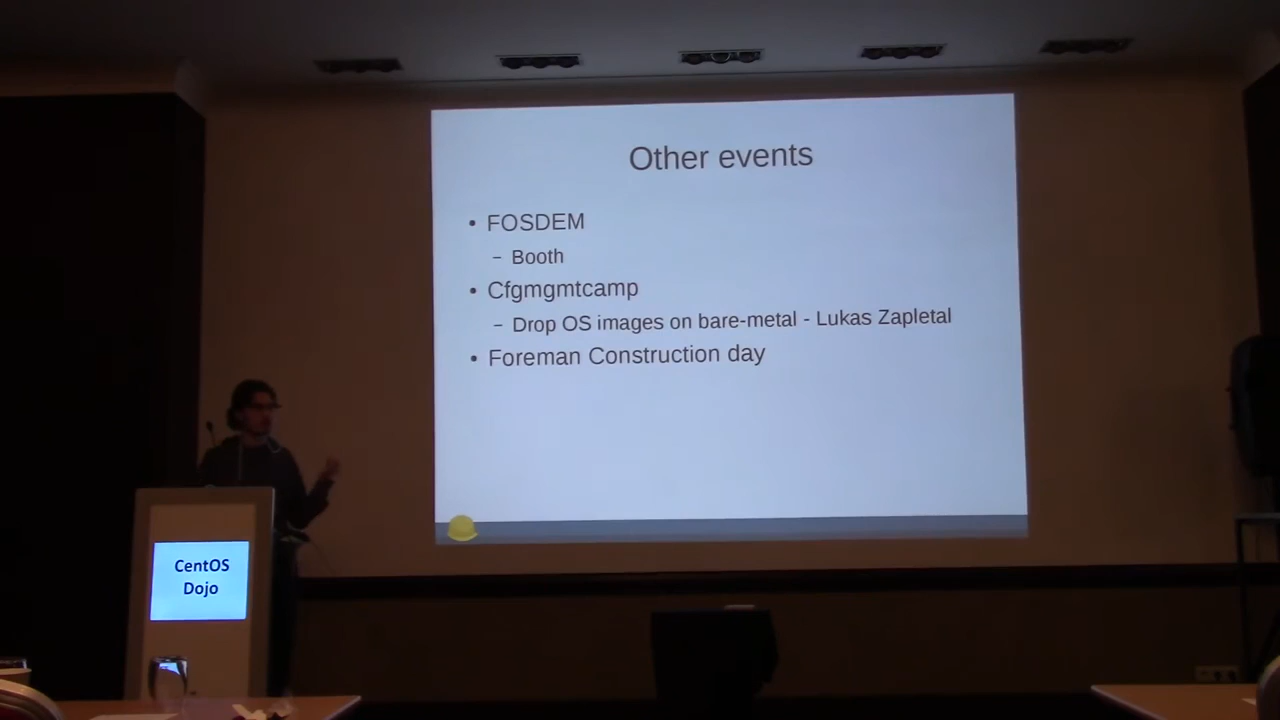 Other events
• FOSDEM
– Booth
• Cfgmgmtcamp
– Drop OS images on bare-metal - Lukas Zapletal
• Foreman Construction day
CentOS
Dojo